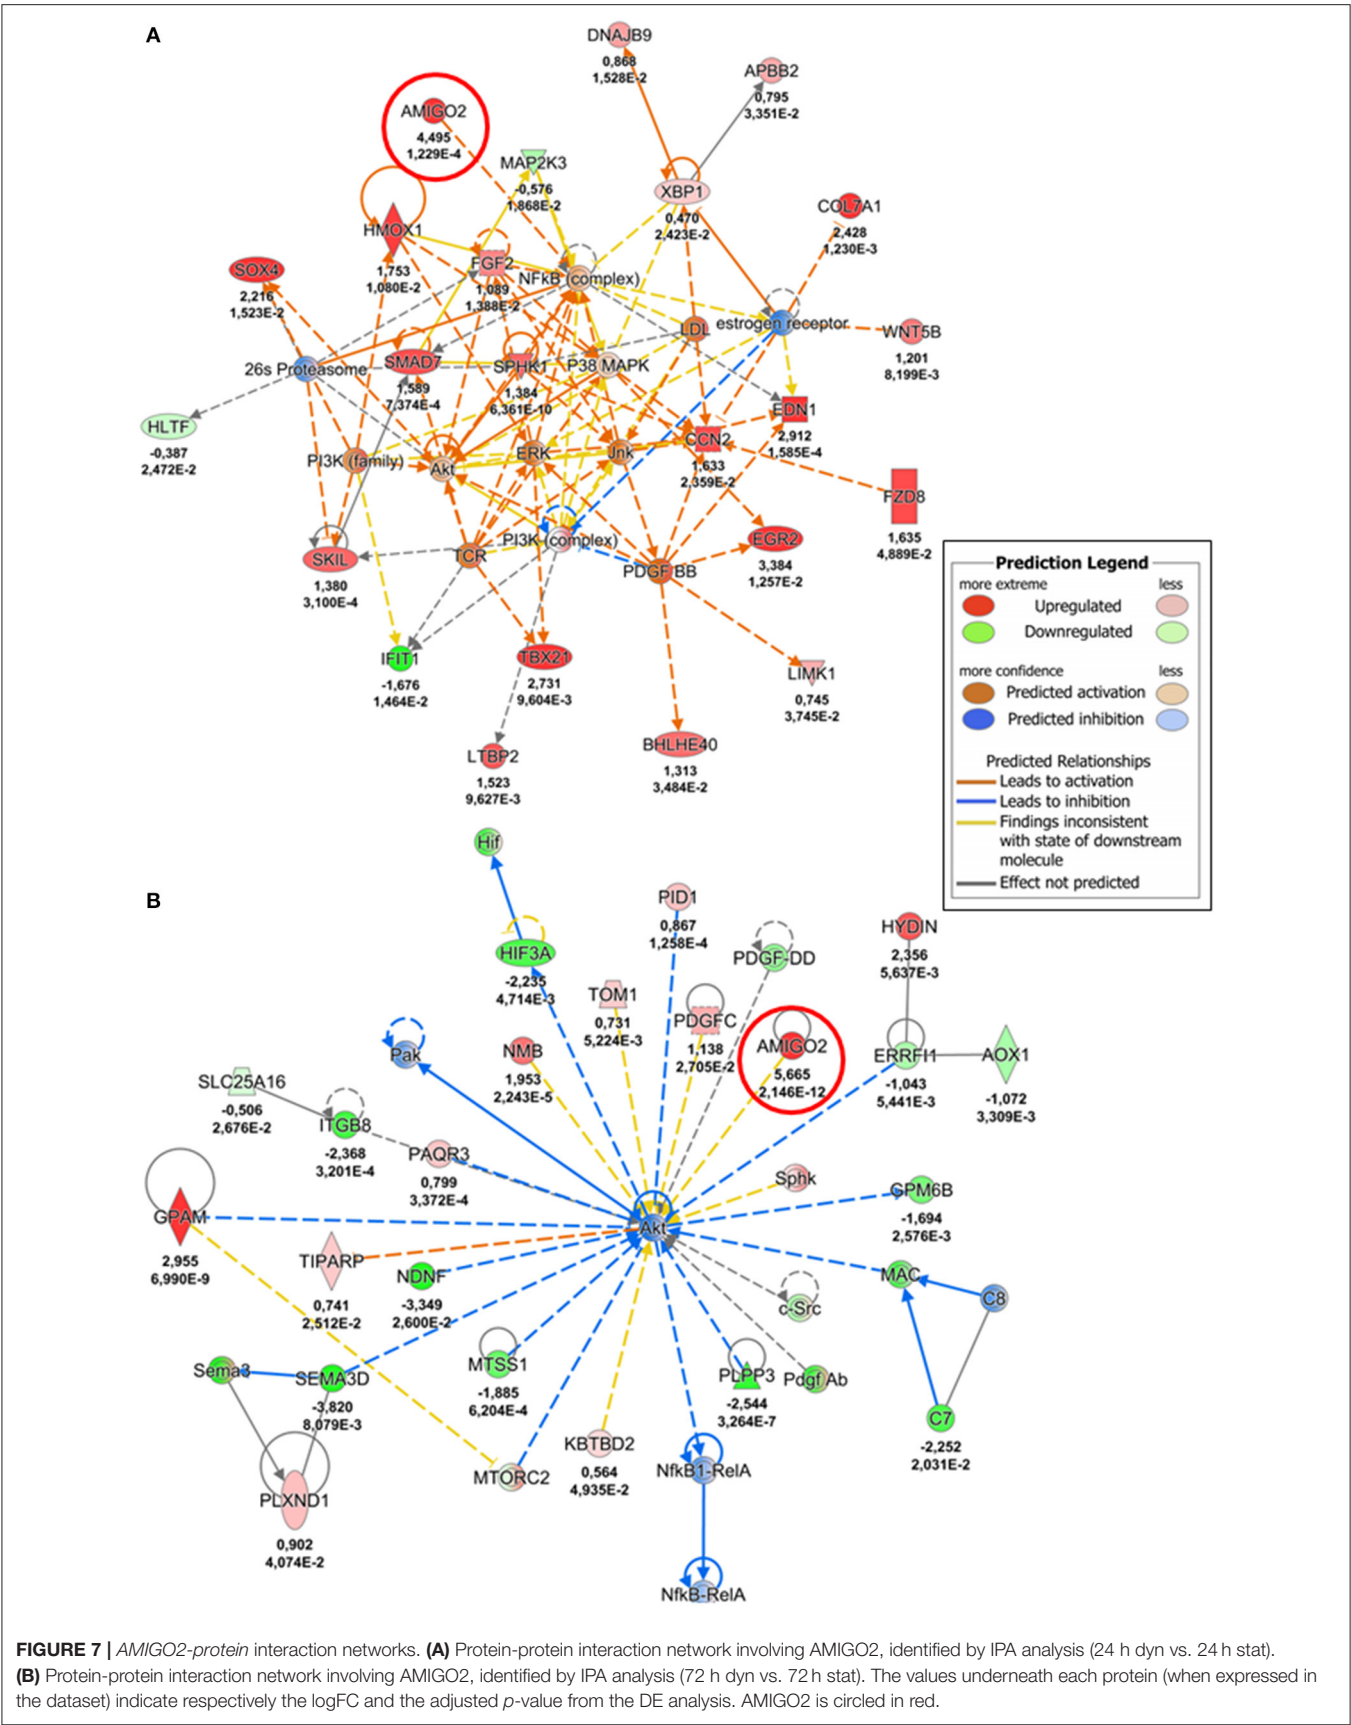 A
DNAJB9
0,868
1,528E-2
APBB2
0,795
3,351E-2
AMIGO2
4,495
1,229E-4
MAP2K3
-0,576
1,868E-2
XBP1
0,470
2,423E-2
COL7A1
2,428
1,230E-3
HMOX1
1,753
1,080E-2
FGF2
1,089
1,388E-2
NFkB (complex)
SOX4
2,216
1,523E-2
LDL
estrogen receptor
WNT5B
1,201
8,199E-3
26s Proteasome
SMAD7
1,589
7,374E-4
SPHK1
1,384
6,361E-10
P38 MAPK
EDN1
2,912
1,585E-4
HLTF
-0,387
2,472E-2
PI3K (family)
Akt
ERK
Jnk
CCN2
1,633
2,359E-2
FZD8
1,635
4,889E-2
SKIL
1,380
3,100E-4
TCR
PI3K (complex)
PDGF BB
EGR2
3,384
1,257E-2
IFIT1
-1,676
1,464E-2
TBX21
2,731
9,604E-3
LIMK1
0,745
3,745E-2
LTBP2
1,523
9,627E-3
BHLHE40
1,313
3,484E-2
Prediction Legend
more extreme less
Upregulated
Downregulated
more confidence less
Predicted activation
Predicted inhibition
Predicted Relationships
Leads to activation
Leads to inhibition
Findings inconsistent
with state of downstream
molecule
Effect not predicted
B
Hif
HIF3A
-2,235
4,714E-3
PID1
0,867
1,258E-4
PDGF-DD
HYDIN
2,356
5,637E-3
TOM1
0,731
5,224E-3
PDGFC
1,138
2,705E-2
AMIGO2
5,665
2,146E-12
ERRFI1
-1,043
5,441E-3
AOX1
-1,072
3,309E-3
Pak
NMB
1,953
2,243E-5
SLC25A16
-0,506
2,676E-2
ITGB8
-2,368
3,201E-4
PAQR3
0,799
3,372E-4
Sphk
GPM6B
-1,694
2,576E-3
GPAM
2,955
6,990E-9
Akt
TIPARP
0,741
2,512E-2
NDNF
-3,349
2,600E-2
MAC
C8
c-Src
Sema3
SEMA3D
-3,820
8,079E-3
MTSS1
-1,885
6,204E-4
PLPP3
-2,544
3,264E-7
Pdgf Ab
C7
-2,252
2,031E-2
PLXND1
0,902
4,074E-2
MTORC2
KBTBD2
0,564
4,935E-2
NfkB1-RelA
NfkB-RelA
FIGURE 7 | AMIGO2-protein interaction networks. (A) Protein-protein interaction network involving AMIGO2, identified by IPA analysis (24 h dyn vs. 24 h stat).
(B) Protein-protein interaction network involving AMIGO2, identified by IPA analysis (72 h dyn vs. 72 h stat). The values underneath each protein (when expressed in
the dataset) indicate respectively the logFC and the adjusted p-value from the DE analysis. AMIGO2 is circled in red.